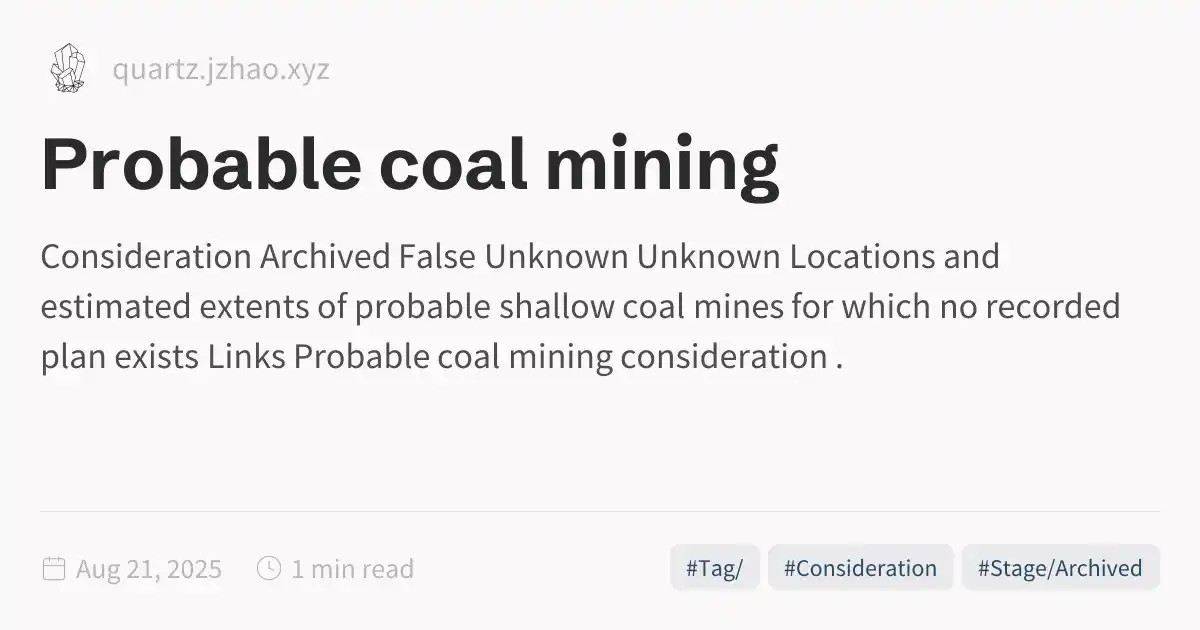 quartz.jzhao.xyz
Probable coal mining
Consideration Archived False Unknown Unknown Locations and
estimated extents of probable shallow coal mines for which no recorded
plan exists Links Probable coal mining consideration .
Aug 21, 2025 1 min read #Tag/ #Consideration #Stage/Archived